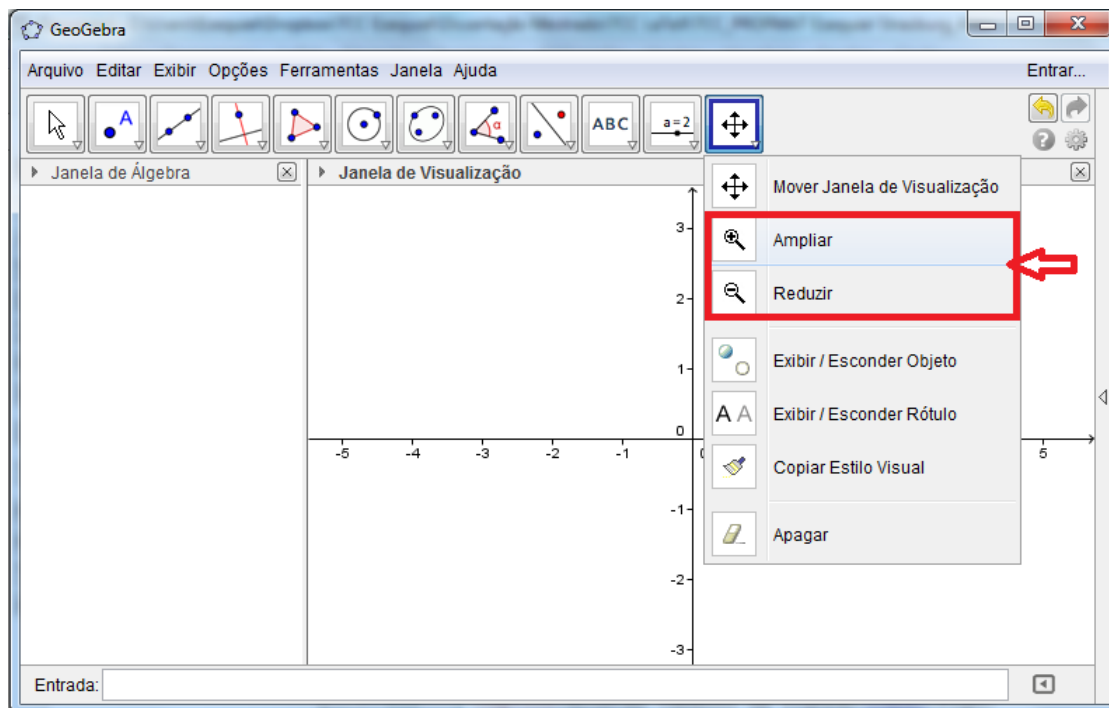 GeoGebra
Arquivo Editar Exibir Opções Ferramentas Janela Ajuda Entrar...
A α ABC a=2
Janela de Álgebra Janela de Visualização
Mover Janela de Visualização
Ampliar
Reduzir
Exibir / Esconder Objeto
A A Exibir / Esconder Rótulo
Copiar Estilo Visual
Apagar
3
2
1
0
-5 -4 -3 -2 -1 5
-1
-2
-3
Entrada: